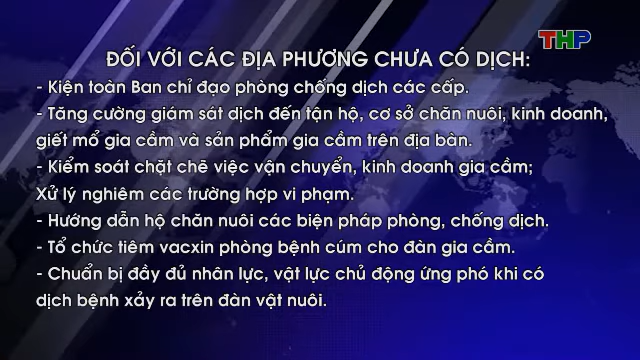 THP
ĐỐI VỚI CÁC ĐỊA PHƯƠNG CHƯA CÓ DỊCH:
- Kiện toàn Ban chỉ đạo phòng chống dịch các cấp.
- Tăng cường giám sát dịch đến tận hộ, cơ sở chăn nuôi, kinh doanh,
giết mổ gia cầm và sản phẩm gia cầm trên địa bàn.
- Kiểm soát chặt chẽ việc vận chuyển, kinh doanh gia cầm;
Xử lý nghiêm các trường hợp vi phạm.
- Hướng dẫn hộ chăn nuôi các biện pháp phòng, chống dịch.
- Tổ chức tiêm vacxin phòng bệnh cúm cho đàn gia cầm.
- Chuẩn bị đầy đủ nhân lực, vật lực chủ động ứng phó khi có
dịch bệnh xảy ra trên đàn vật nuôi.